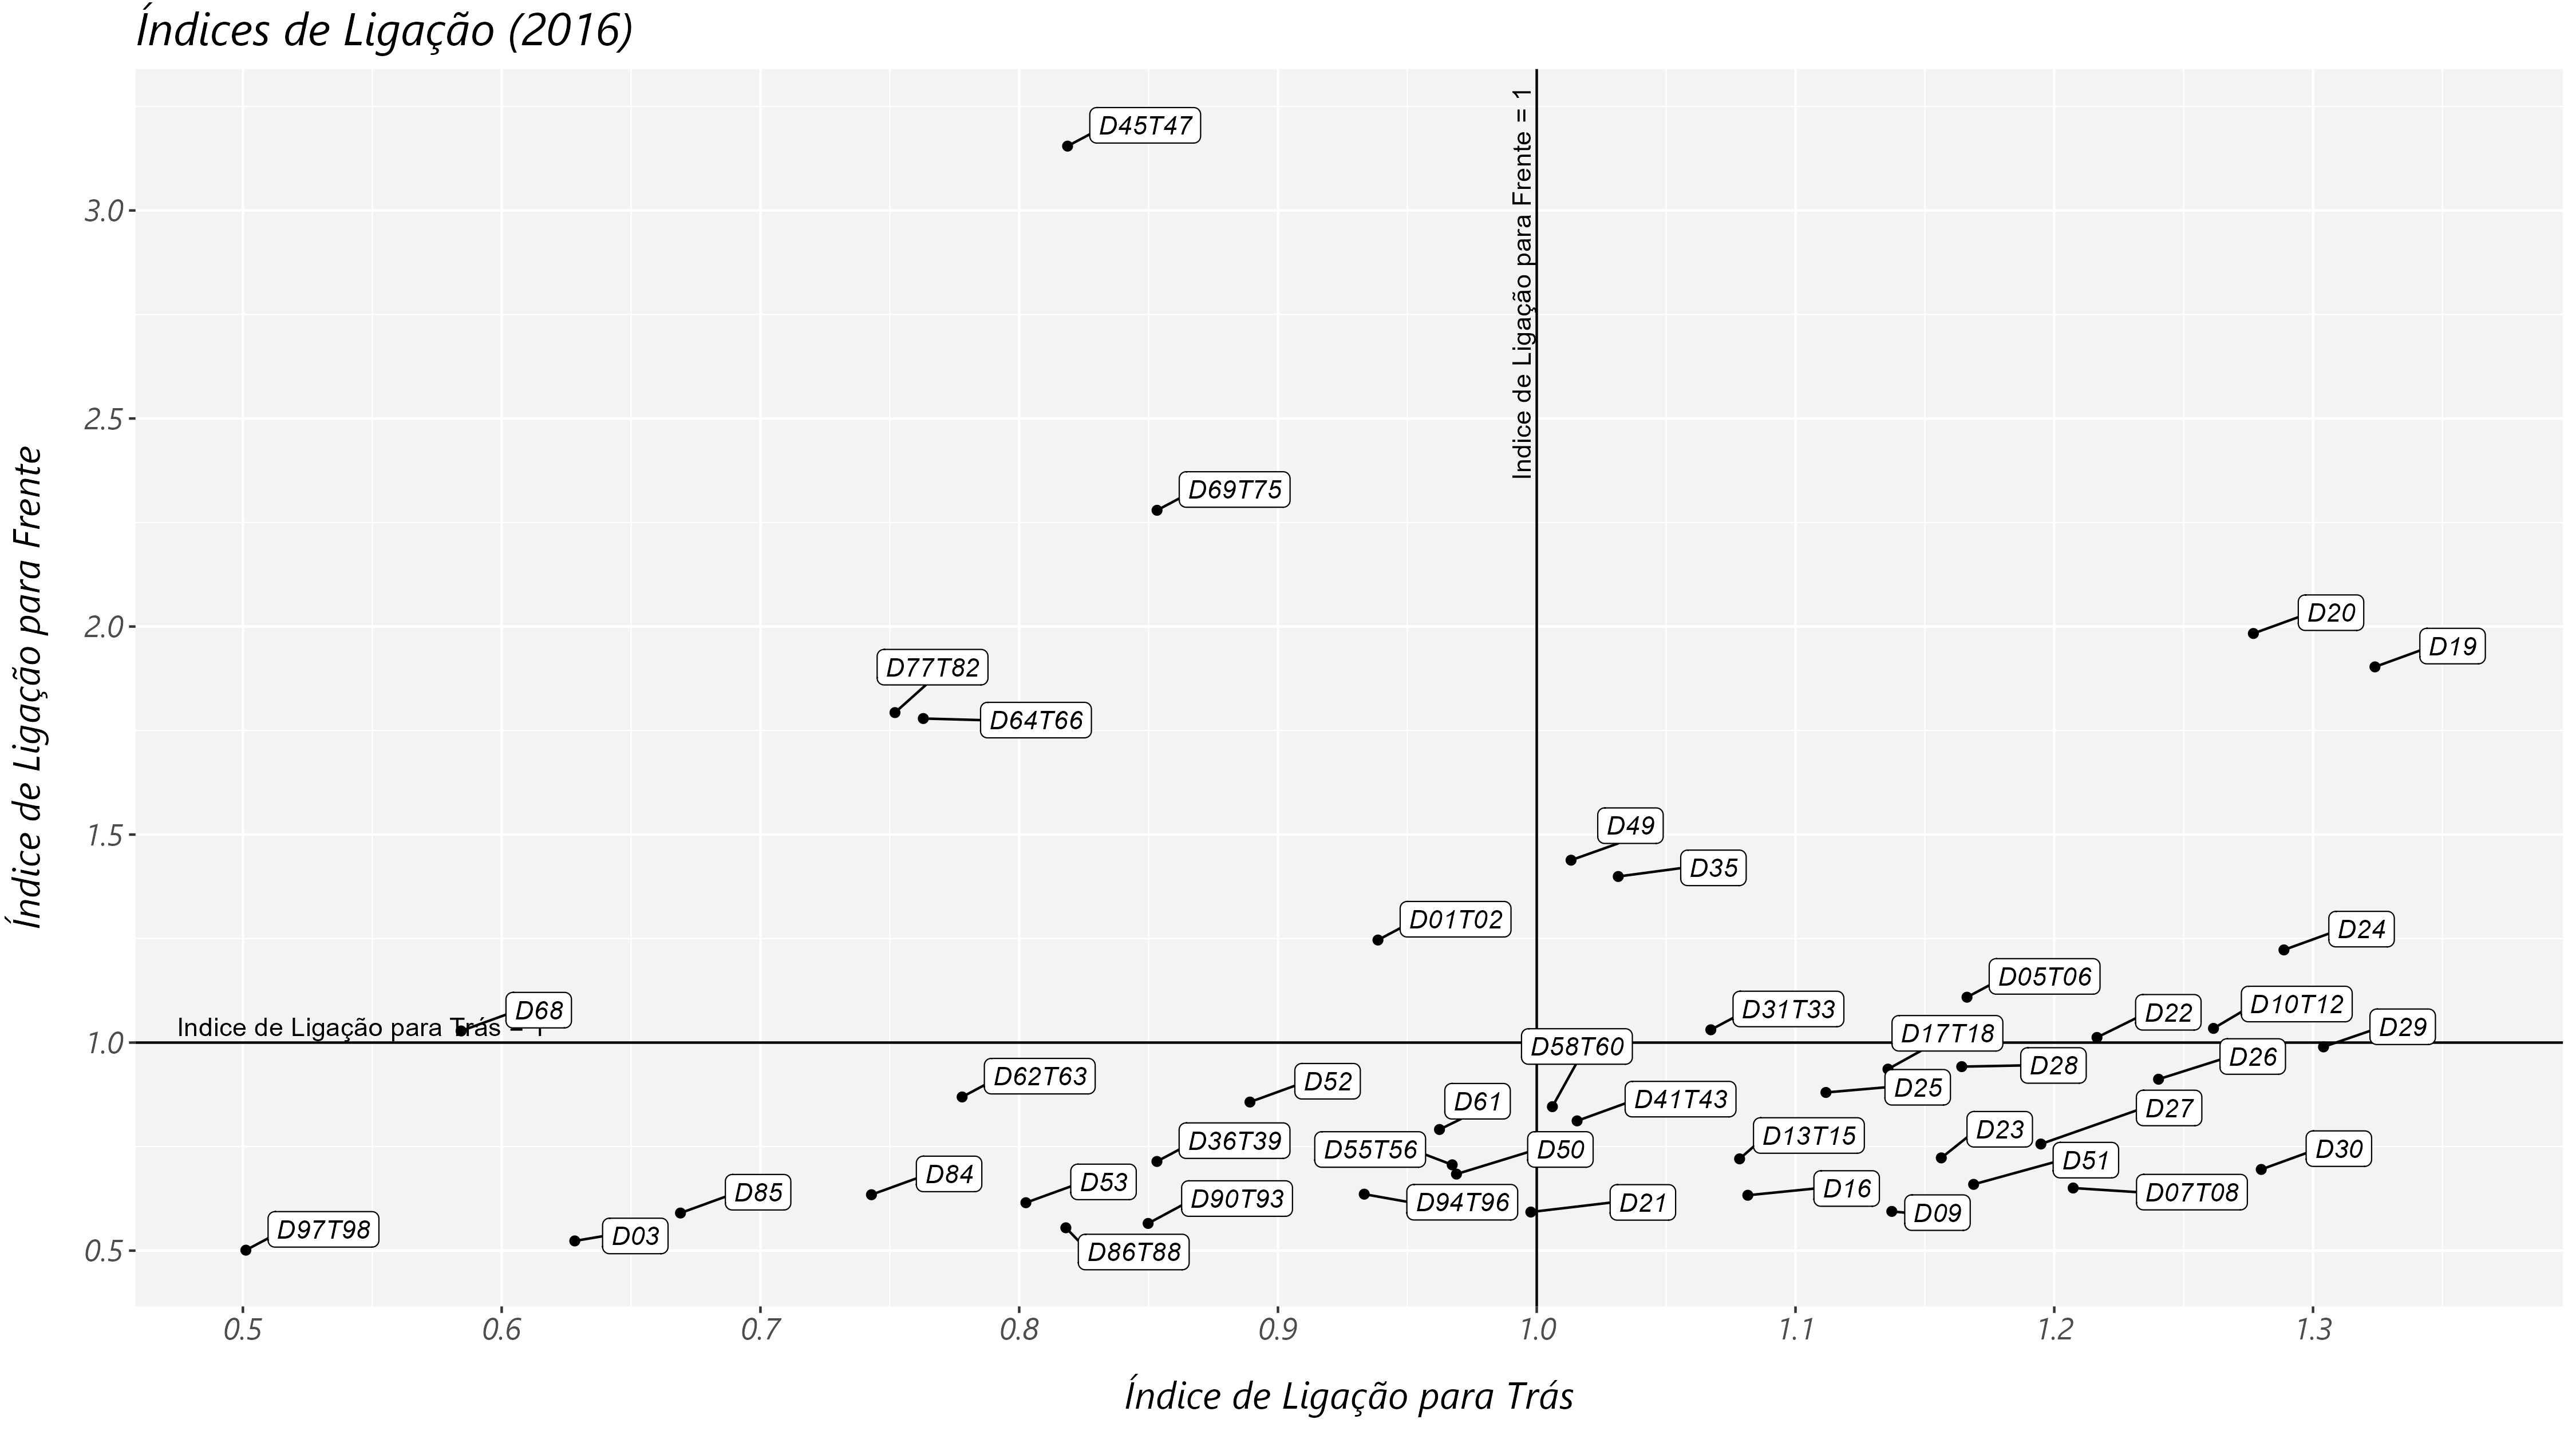 Índices de Ligação (2016)
Índice de Ligação para Frente
3.0
2.5
2.0
1.5
1.0
0.5
Indice de Ligação para Frente = 1
Indice de Ligação para Trás = 1
D45T47
D69T75
D20
D19
D77T82
D64T66
D49
D35
D01T02
D24
D05T06
D68
D31T33
D22
D10T12
D17T18
D29
D58T60
D26
D28
D62T63
D52
D25
D61
D41T43
D27
D36T39
D55T56
D50
D13T15
D23
D51
D30
D84
D53
D85
D90T93
D94T96
D21
D16
D09
D07T08
D97T98
D03
D86T88
0.5
0.6
0.7
0.8
0.9
1.0
1.1
1.2
1.3
Índice de Ligação para Trás